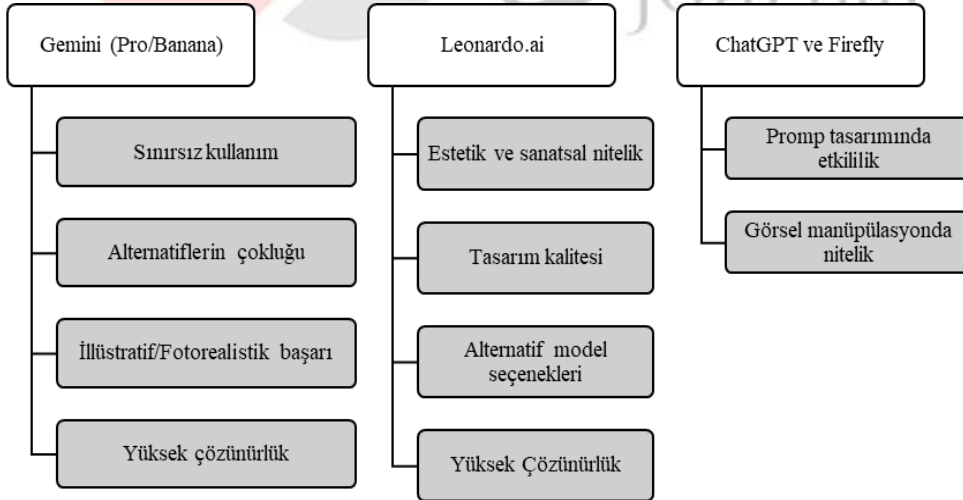 Gemini (Pro/Banana)
Sınırsız kullanım
Alternatiflerin çokluğu
İllüstratif/Fotorealistik başarı
Yüksek çözünürlük
Leonardo.ai
Estetik ve sanatsal nitelik
Tasarım kalitesi
Alternatif model
seçenekleri
Yüksek Çözünürlük
ChatGPT ve Firefly
Promp tasarımında
etkililik
Görsel manüpülasyonda
nitelik